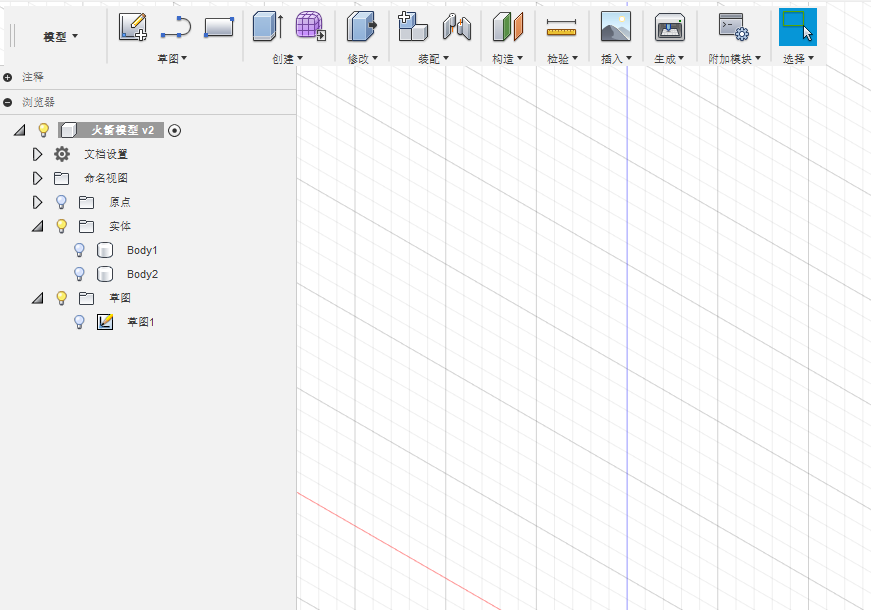 模型
草图
创建
修改
装配
构造
检验
插入
生成
附加模块
选择
注释
浏览器
火箭模型 v2
文档设置
命名视图
原点
实体
Body1
Body2
草图
草图1